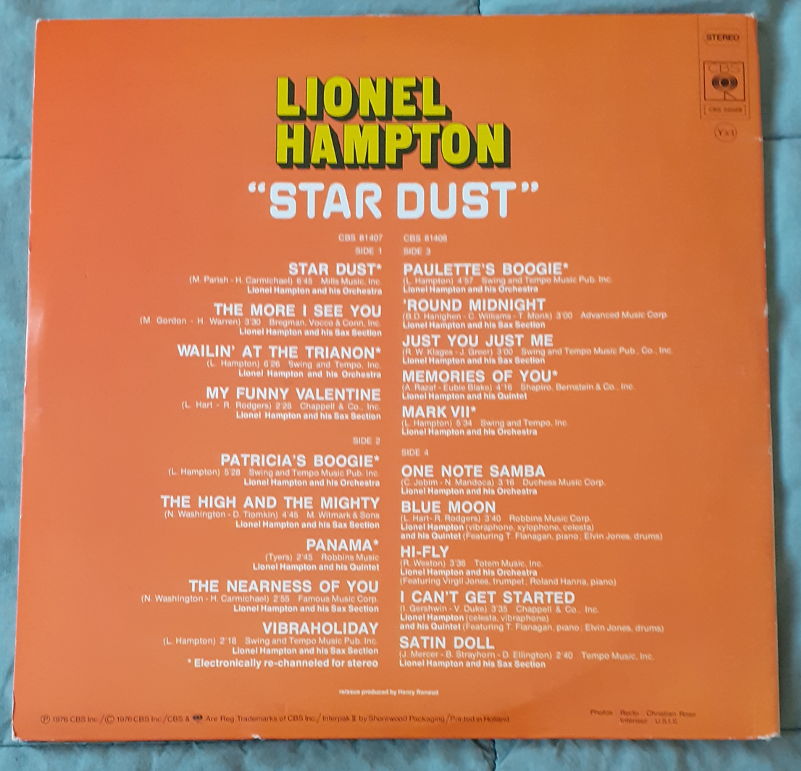 STEREO
CBS
LIONEL
HAMPTON
"STAR DUST"
CBS 81407
SIDE 1
STAR DUST*
(M. Parish - H. Carmichael) 6'45 Mills Music, Inc.
Lionel Hampton and his Orchestra
THE MORE I SEE YOU
(M. Gordon - H. Warren) 3'30 Bregman, Vocco & Conn, Inc.
Lionel Hampton and his Sax Section
WAILIN' AT THE TRIANON*
(L. Hampton) 6'26 Swing and Tempo, Inc.
Lionel Hampton and his Orchestra
MY FUNNY VALENTINE
(L. Hart - R. Rodgers) 2'28 Chappell & Co., Inc.
Lionel Hampton and his Sax Section
SIDE 2
PATRICIA'S BOOGIE*
(L. Hampton) 5'28 Swing and Tempo Music Pub. Inc.
Lionel Hampton and his Orchestra
THE HIGH AND THE MIGHTY
(N. Washington - D. Tiomkin) 4'45 M. Witmark & Sons
Lionel Hampton and his Sax Section
PANAMA*
(Tyers) 2'45 Robbins Music
Lionel Hampton and his Quintet
THE NEARNESS OF YOU
(N. Washington - H. Carmichael) 2'55 Famous Music Corp.
Lionel Hampton and his Sax Section
VIBRAHOLIDAY
(L. Hampton) 2'18 Swing and Tempo Music Pub. Inc.
Lionel Hampton and his Sax Section
* Electronically re-channeled for stereo
CBS 81408
SIDE 3
PAULETTE'S BOOGIE*
(L. Hampton) 4'57 Swing and Tempo Music Pub. Inc.
Lionel Hampton and his Orchestra
'ROUND MIDNIGHT
(B.D. Hanighen - C. Williams - T. Monk) 3'00 Advanced Music Corp.
Lionel Hampton and his Sax Section
JUST YOU JUST ME
(R. W. Klages - J. Greer) 3'00 Swing and Tempo Music Pub., Co., Inc.
Lionel Hampton and his Sax Section
MEMORIES OF YOU*
(A. Razaf - Eubie Blake) 4'16 Shapiro, Bernstein & Co., Inc.
Lionel Hampton and his Quintet
MARK VII*
(L. Hampton) 5'34 Swing and Tempo, Inc.
Lionel Hampton and his Orchestra
SIDE 4
ONE NOTE SAMBA
(C. Jobim - N. Mandoca) 3'16 Duchess Music Corp.
Lionel Hampton and his Orchestra
BLUE MOON
(L. Hart - R. Rodgers) 3'40 Robbins Music Corp.
Lionel Hampton (vibraphone, xylophone, celesta)
and his Quintet (Featuring T. Flanagan, piano; Elvin Jones, drums)
HI-FLY
(R. Weston) 3'36 Totem Music, Inc.
Lionel Hampton and his Orchestra
(Featuring Virgil Jones, trumpet; Roland Hanna, piano)
I CAN'T GET STARTED
(I. Gershwin - V. Duke) 3'35 Chappell & Co., Inc.
Lionel Hampton (celesta, vibraphone)
and his Quintet (Featuring T. Flanagan, piano; Elvin Jones, drums)
SATIN DOLL
(J. Mercer - B. Strayhorn - D. Ellington) 2'40 Tempo Music, Inc.
Lionel Hampton and his Sax Section
reissue produced by Henry Renaud
℗ 1976 CBS Inc./© 1976 CBS Inc./CBS & Are Reg. Trademarks of CBS Inc./Interpak II by Shorewood Packaging/Printed in Holland
Photos : Recto : Christian Rose
Intérieur : U.S.I.S.